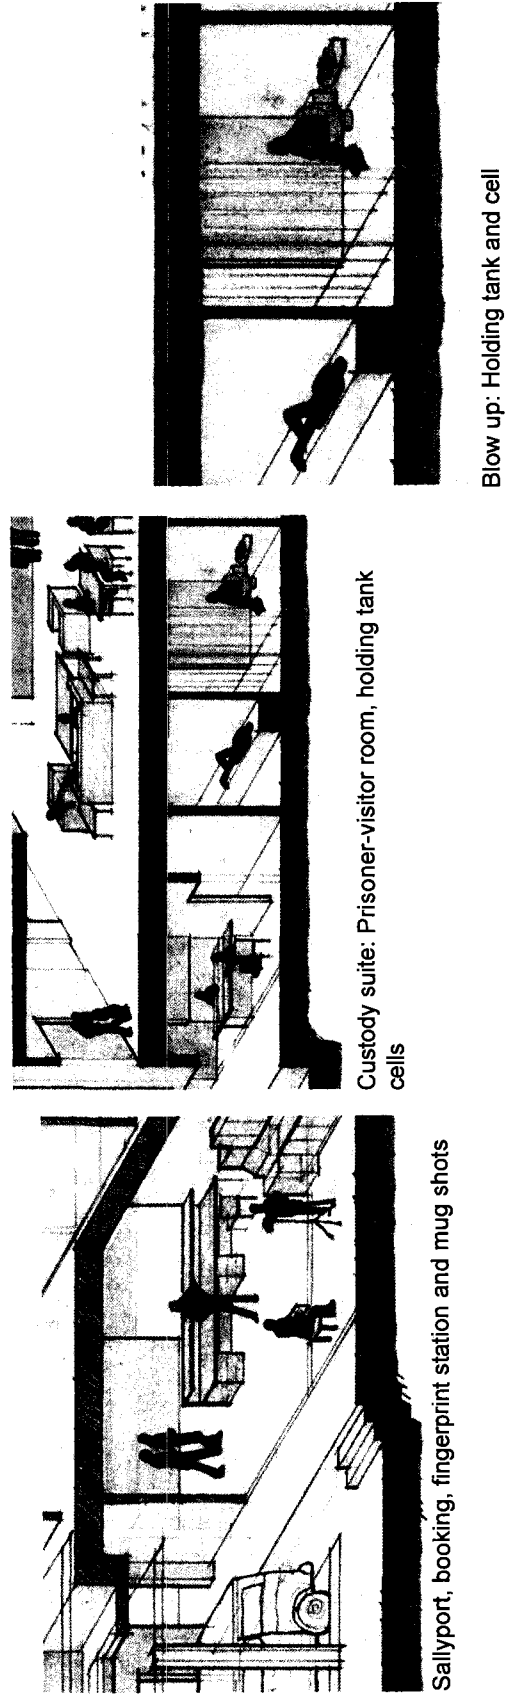 Sallyport, booking, fingerprint station and mug shots
Custody suite: Prisoner-visitor room, holding tank
cells
Blow up: Holding tank and cell